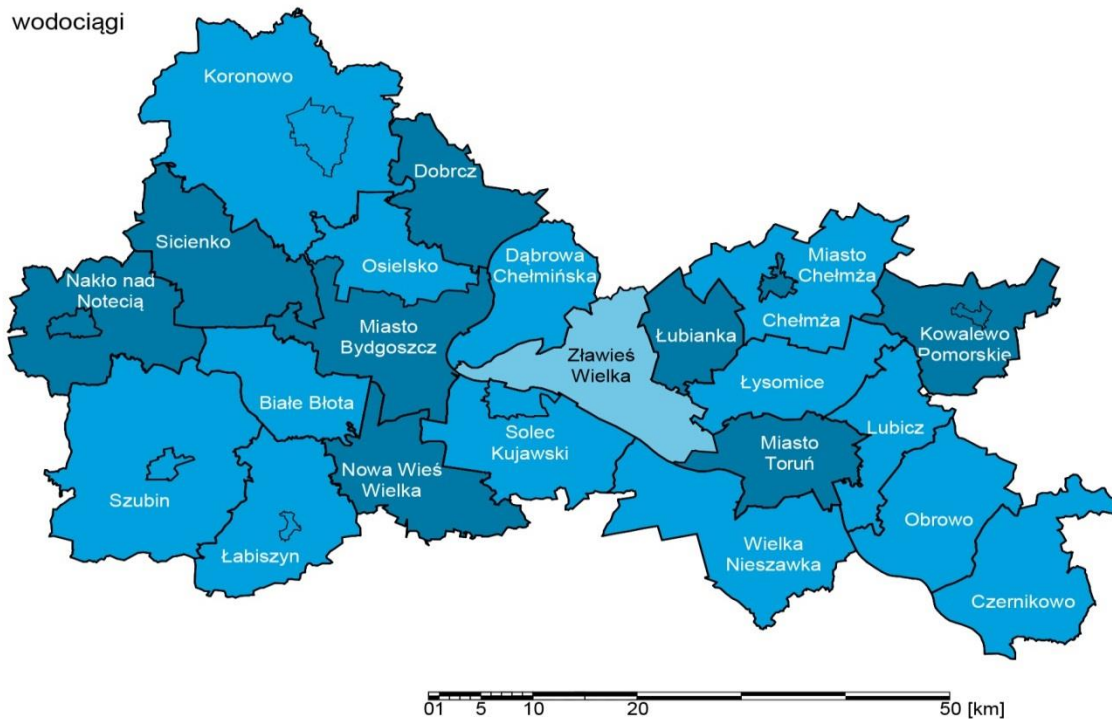 wodociągi
Koronowo
Dobrcz
Sicienko
Osielsko
Dąbrowa
Chełmińska
Miasto
Chełmża
Nakło nad
Notecią
Miasto
Bydgoszcz
Zławieś
Wielka
Łubianka
Chełmża
Kowalewo
Pomorskie
Białe Błota
Łysomice
Solec
Kujawski
Lubicz
Miasto
Toruń
Nowa Wieś
Wielka
Szubin
Łabiszyn
Wielka
Nieszawka
Obrowo
Czernikowo
01 5 10 20 50 [km]